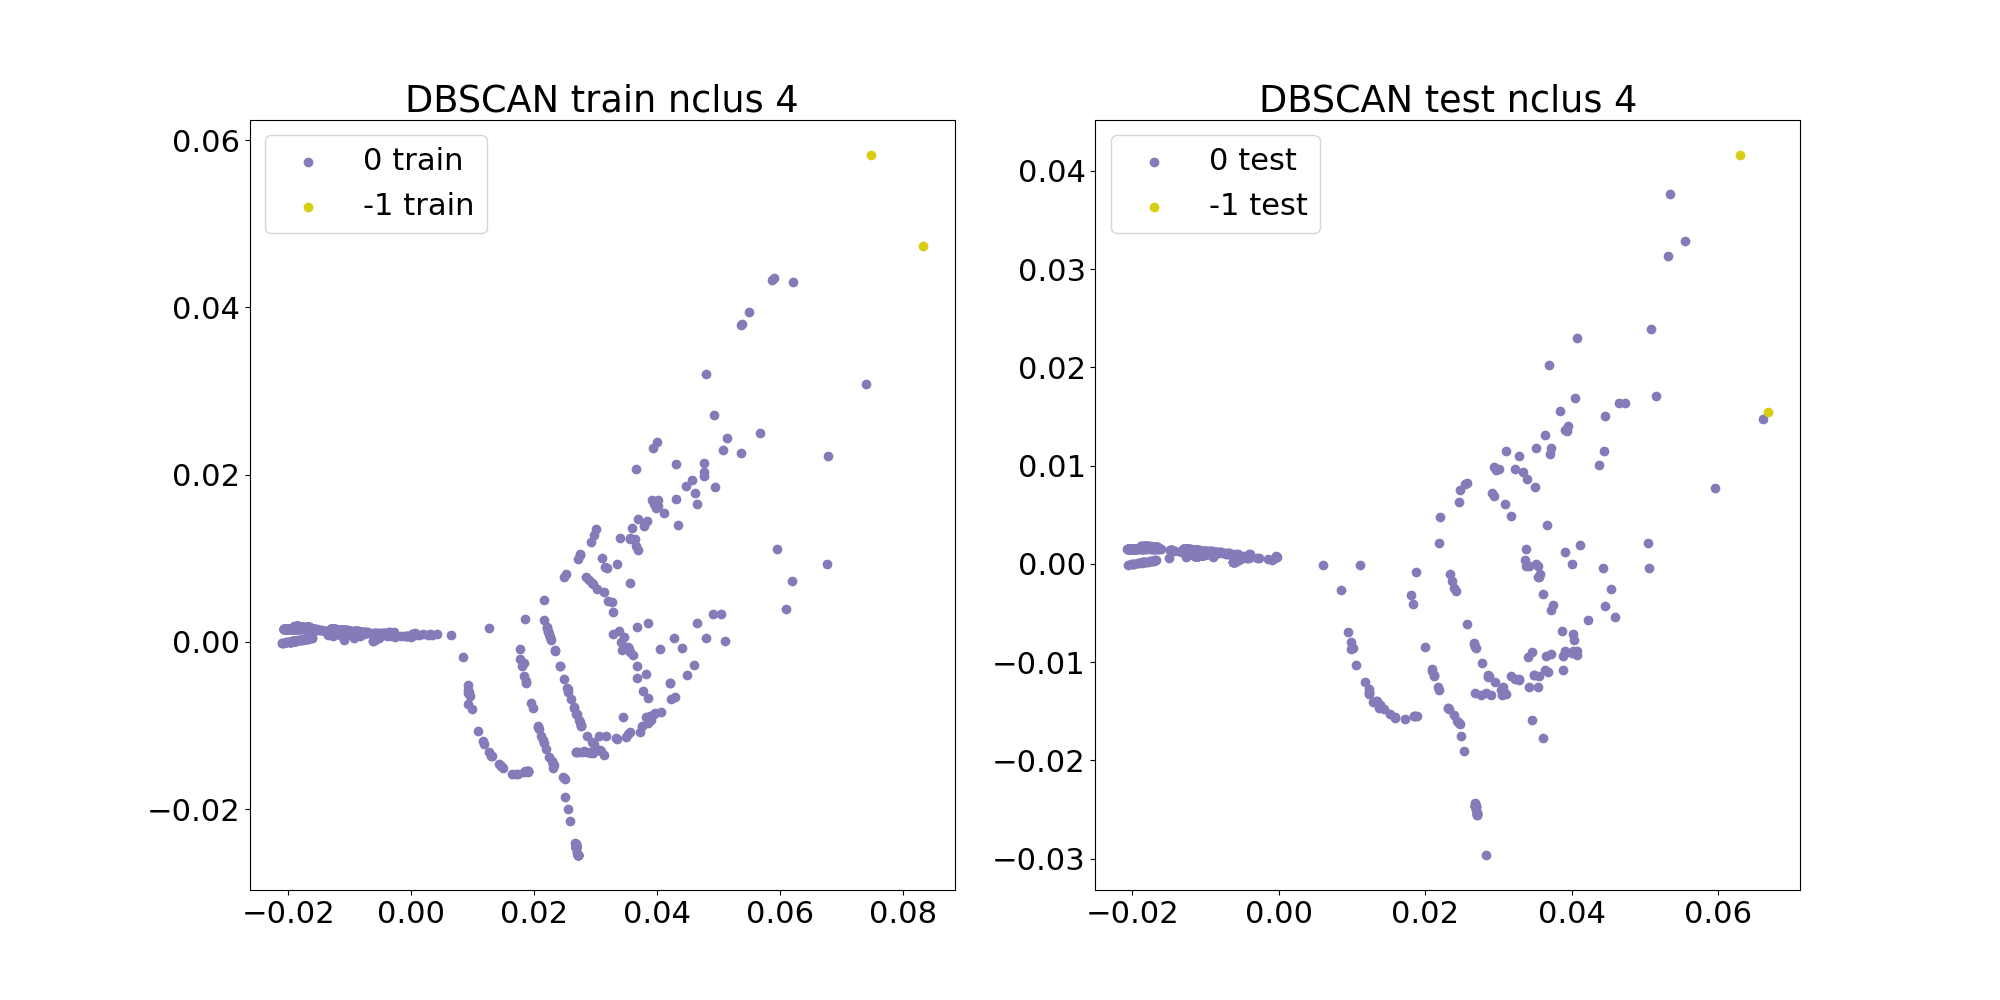 DBSCAN train nclus 4
0 train
-1 train
0.06
0.04
0.02
0.00
−0.02
−0.02 0.00 0.02 0.04 0.06 0.08
DBSCAN test nclus 4
0 test
-1 test
0.04
0.03
0.02
0.01
0.00
−0.01
−0.02
−0.03
−0.02 0.00 0.02 0.04 0.06